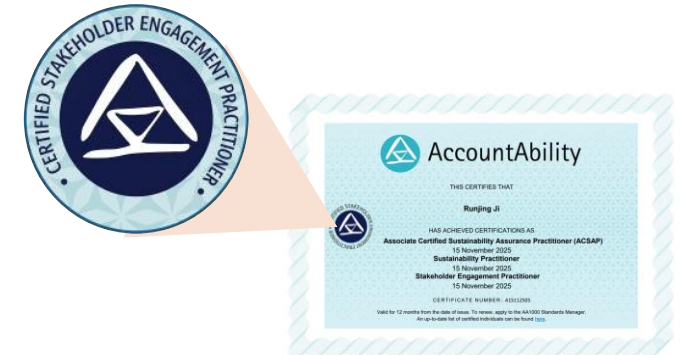 • CERTIFIED STAKEHOLDER ENGAGEMENT PRACTITIONER •
AccountAbility
THIS CERTIFIES THAT
Runjing Ji
HAS ACHIEVED CERTIFICATIONS AS
Associate Certified Sustainability Assurance Practitioner (ACSAP)
15 November 2025
Sustainability Practitioner
15 November 2025
Stakeholder Engagement Practitioner
15 November 2025
CERTIFICATE NUMBER:
Valid for 12 months from the date of issue. To renew, apply to the AA1000 Standards Manager.
An up-to-date list of certified individuals can be found here.